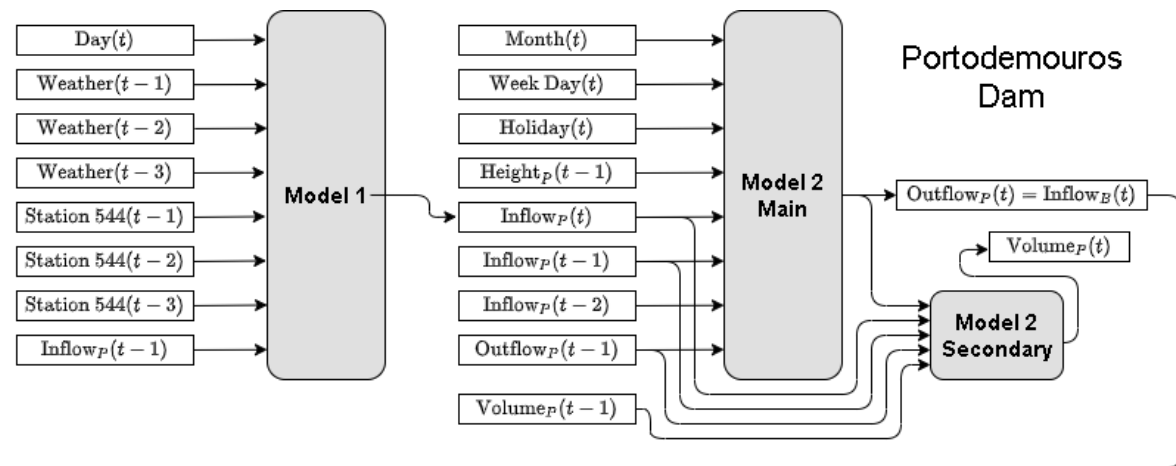 Day(t)
Weather(t − 1)
Weather(t − 2)
Weather(t − 3)
Station 544(t − 1)
Station 544(t − 2)
Station 544(t − 3)
Inflow_P(t − 1)
Model 1
Month(t)
Week Day(t)
Holiday(t)
Height_P(t − 1)
Inflow_P(t)
Inflow_P(t − 1)
Inflow_P(t − 2)
Outflow_P(t − 1)
Volume_P(t − 1)
Model 2
Main
Portodemouros
Dam
Outflow_P(t) = Inflow_B(t)
Volume_P(t)
Model 2
Secondary